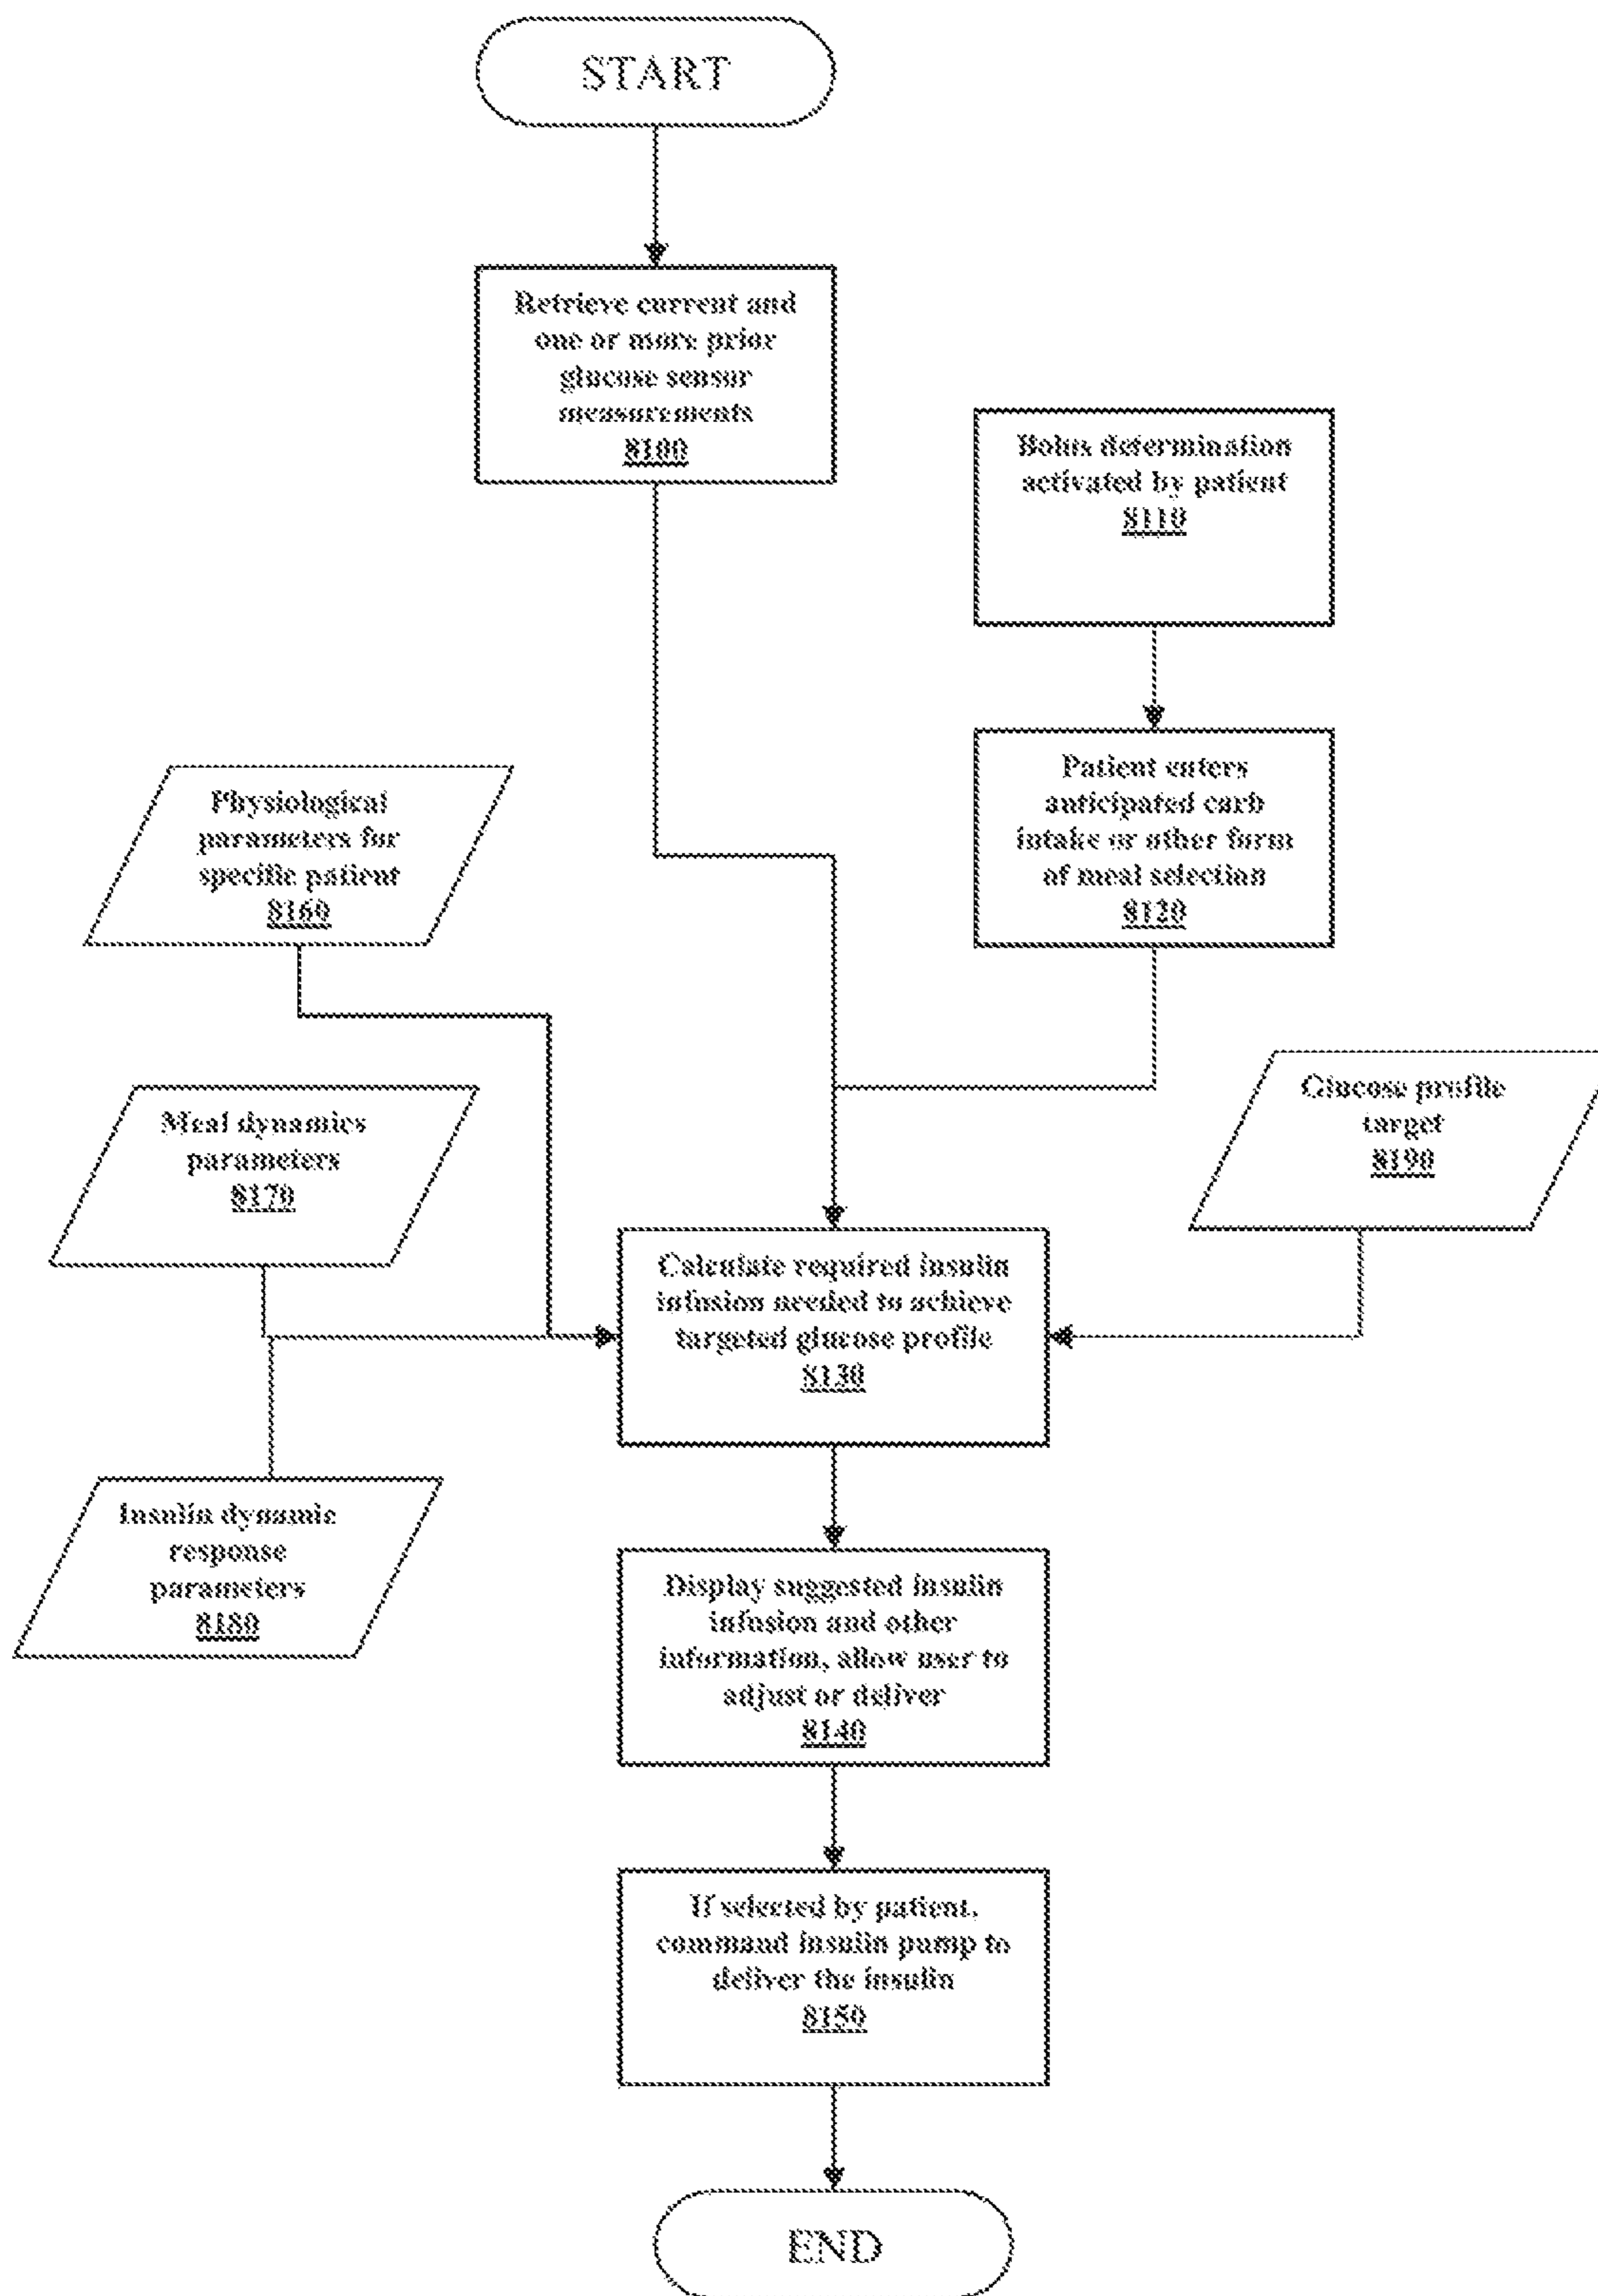 START
Retrieve current and
one or more prior
glucose sensor
measurements
8100
Bolus determination
activated by patient
8110
Patient enters
anticipated carb
intake or other form
of meal selection
8120
Physiological
parameters for
specific patient
8160
Meal dynamics
parameters
8170
Glucose profile
target
8190
Calculate required insulin
infusion needed to achieve
targeted glucose profile
8130
Insulin dynamic
response
parameters
8180
Display suggested insulin
infusion and other
information, allow user to
adjust or deliver
8140
If selected by patient,
command insulin pump to
deliver the insulin
8150
END